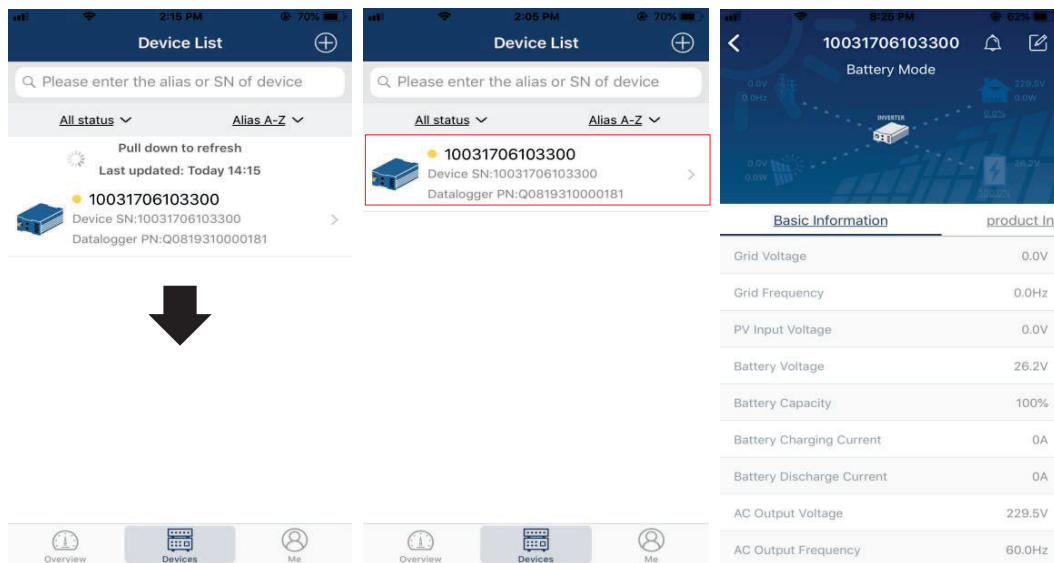 2:15 PM
70%
Device List
Please enter the alias or SN of device
All status
Alias A-Z
Pull down to refresh
Last updated: Today 14:15
10031706103300
Device SN:10031706103300
Datalogger PN:Q0819310000181
Overview
Devices
Me
2:05 PM
70%
Device List
Please enter the alias or SN of device
All status
Alias A-Z
10031706103300
Device SN:10031706103300
Datalogger PN:Q0819310000181
Overview
Devices
Me
8:25 PM
62%
10031706103300
Battery Mode
0.0V
0.0Hz
229.5V
0.0W
0.0%
INVERTER
0.0V
0.0W
26.2V
100.0%
Basic Information
product In
Grid Voltage 0.0V
Grid Frequency 0.0Hz
PV Input Voltage 0.0V
Battery Voltage 26.2V
Battery Capacity 100%
Battery Charging Current 0A
Battery Discharge Current 0A
AC Output Voltage 229.5V
AC Output Frequency 60.0Hz